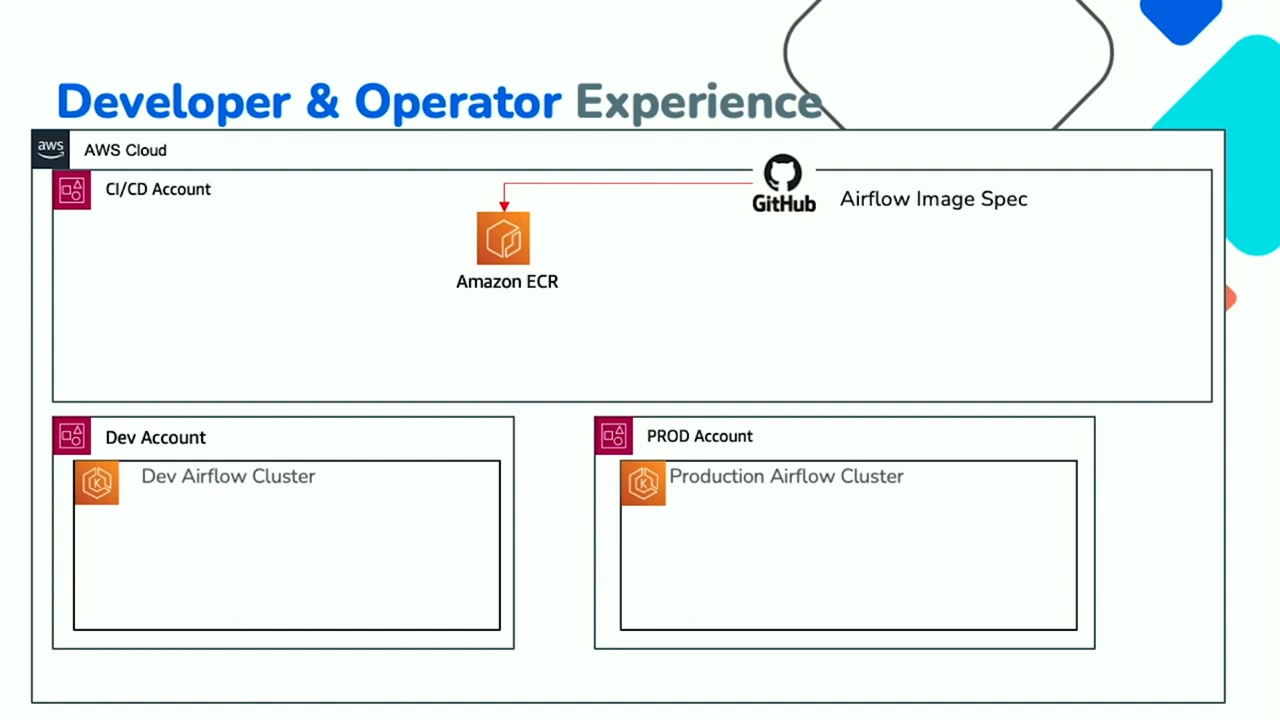 Developer & Operator Experience
aws
AWS Cloud
CI/CD Account
GitHub
Airflow Image Spec
Amazon ECR
Dev Account
K
Dev Airflow Cluster
PROD Account
K
Production Airflow Cluster